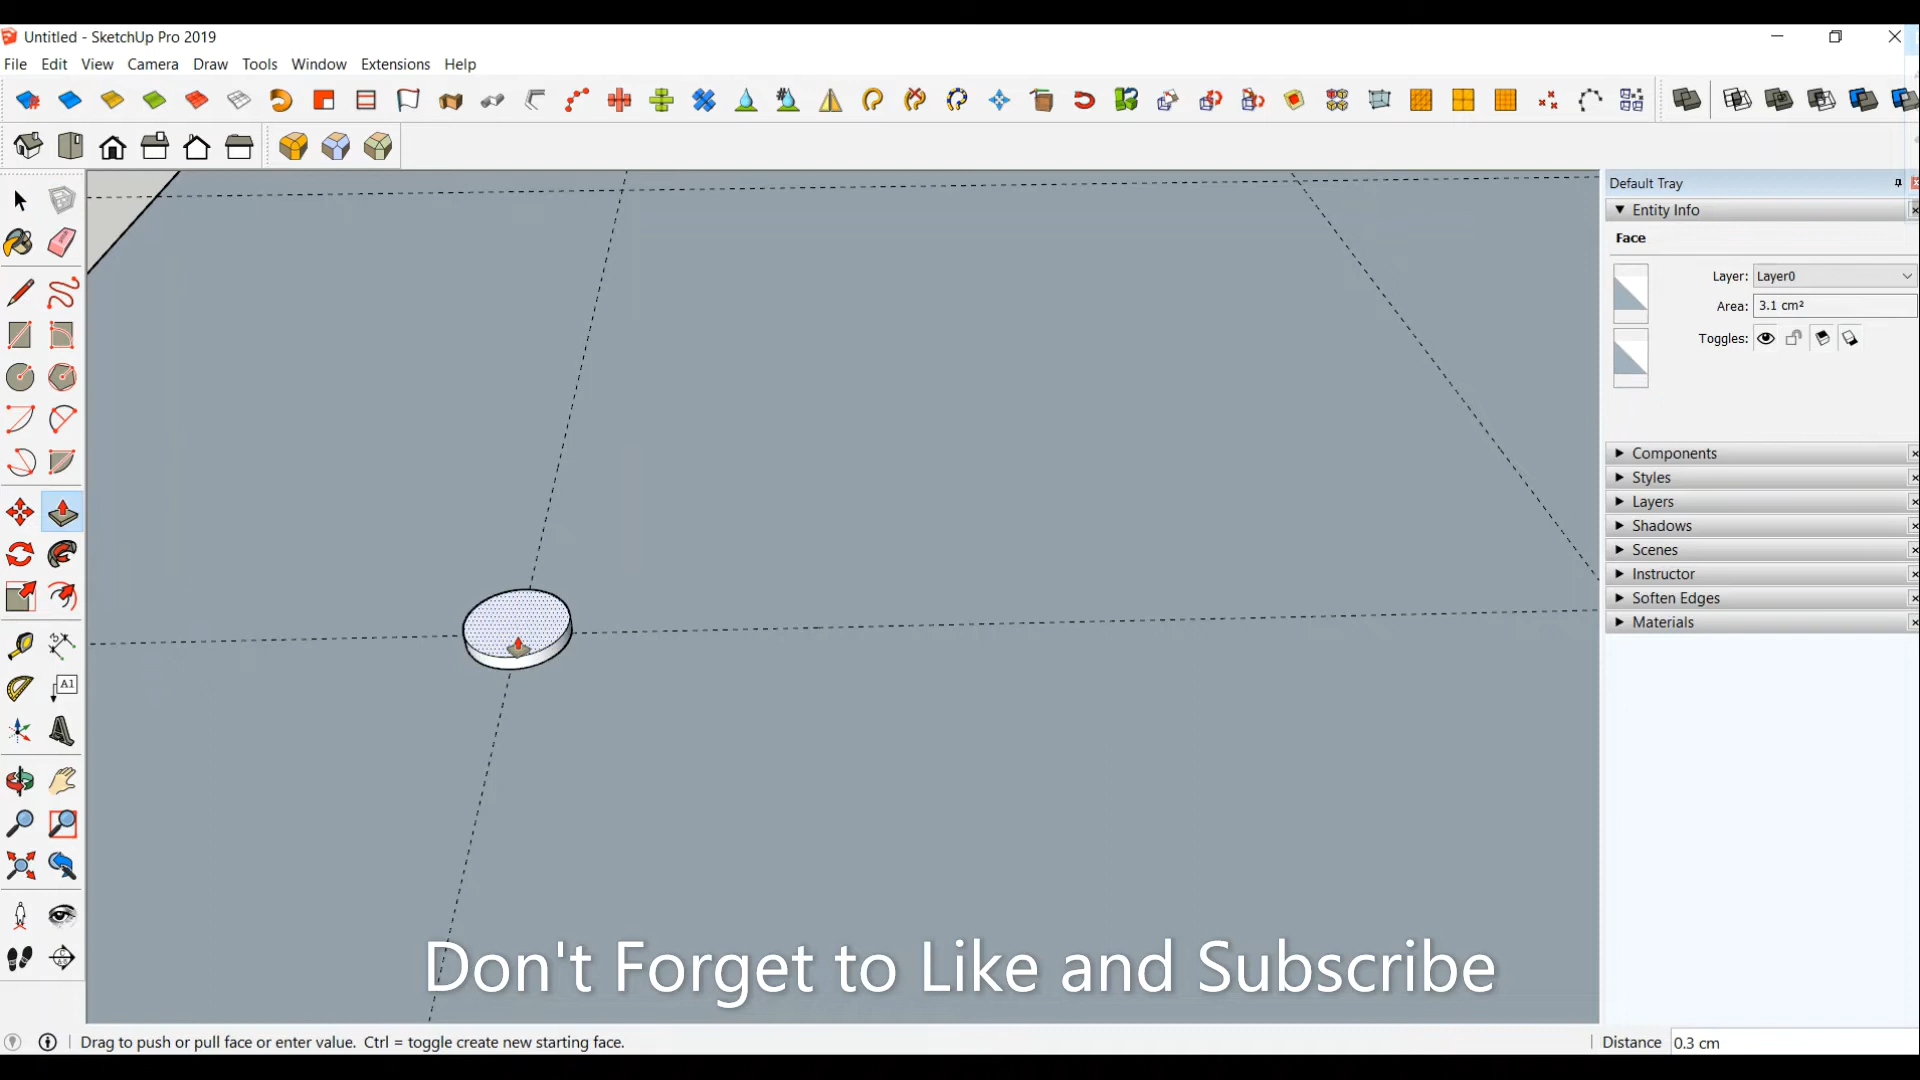 Untitled - SketchUp Pro 2019
File Edit View Camera Draw Tools Window Extensions Help
Default Tray
Entity Info
Face
Layer: Layer0
Area: 3.1 cm²
Toggles:
Components
Styles
Layers
Shadows
Scenes
Instructor
Soften Edges
Materials
A1
Don't Forget to Like and Subscribe
Drag to push or pull face or enter value. Ctrl = toggle create new starting face.
Distance 0.3 cm